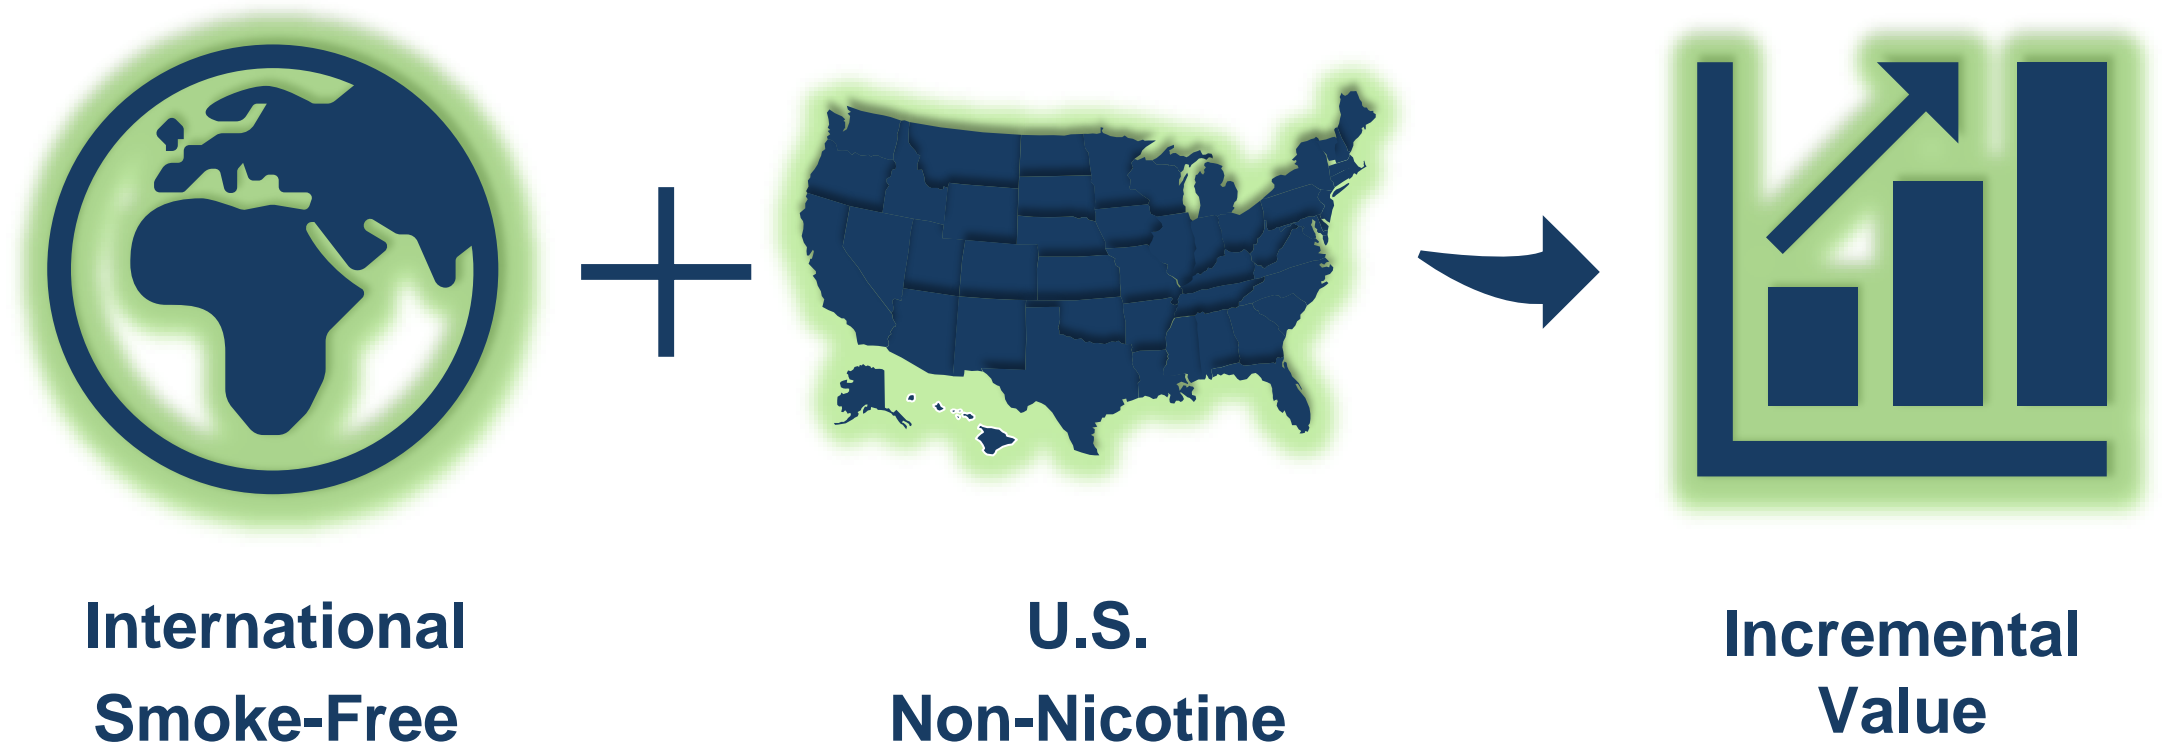 International
Smoke-Free
U.S.
Non-Nicotine
Incremental
Value